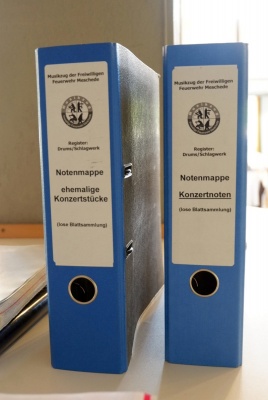 Musikzug der Freiwilligen
Feuerwehr Meschede
Register:
Drums/Schlagwerk
Notenmappe
ehemalige
Konzertstücke
(lose Blattsammlung)
Musikzug der Freiwilligen
Feuerwehr Meschede
Register:
Drums/Schlagwerk
Notenmappe
Konzertnoten
(lose Blattsammlung)